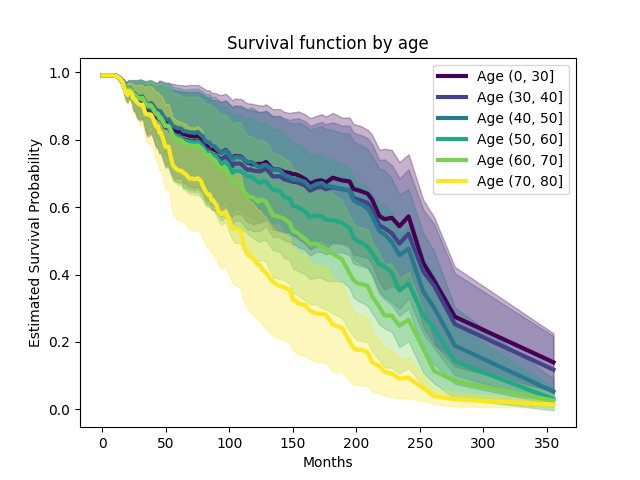 Survival function by age
Estimated Survival Probability
1.0
0.8
0.6
0.4
0.2
0.0
Age (0, 30]
Age (30, 40]
Age (40, 50]
Age (50, 60]
Age (60, 70]
Age (70, 80]
0 50 100 150 200 250 300 350
Months